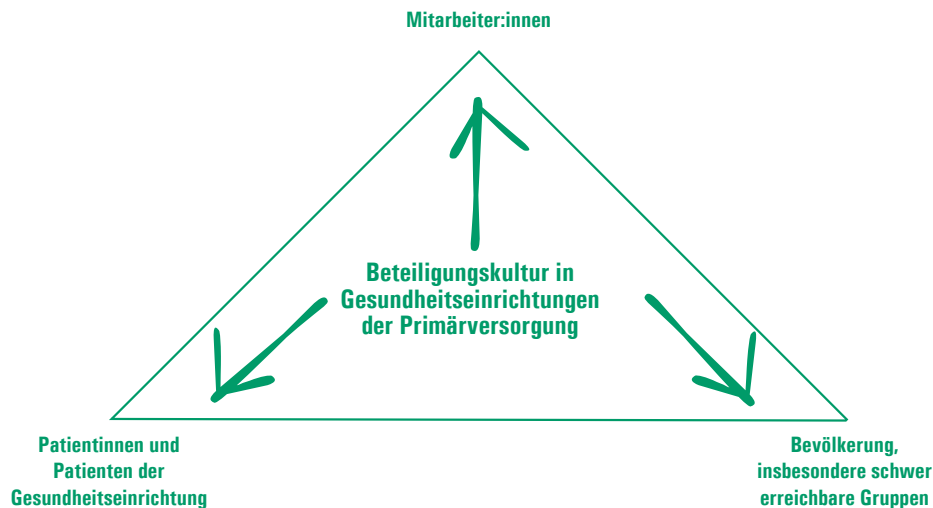 Mitarbeiter:innen
Beteiligungskultur in
Gesundheitseinrichtungen
der Primärversorgung
Patientinnen und
Patienten der
Gesundheitseinrichtung
Bevölkerung,
insbesondere schwer
erreichbare Gruppen